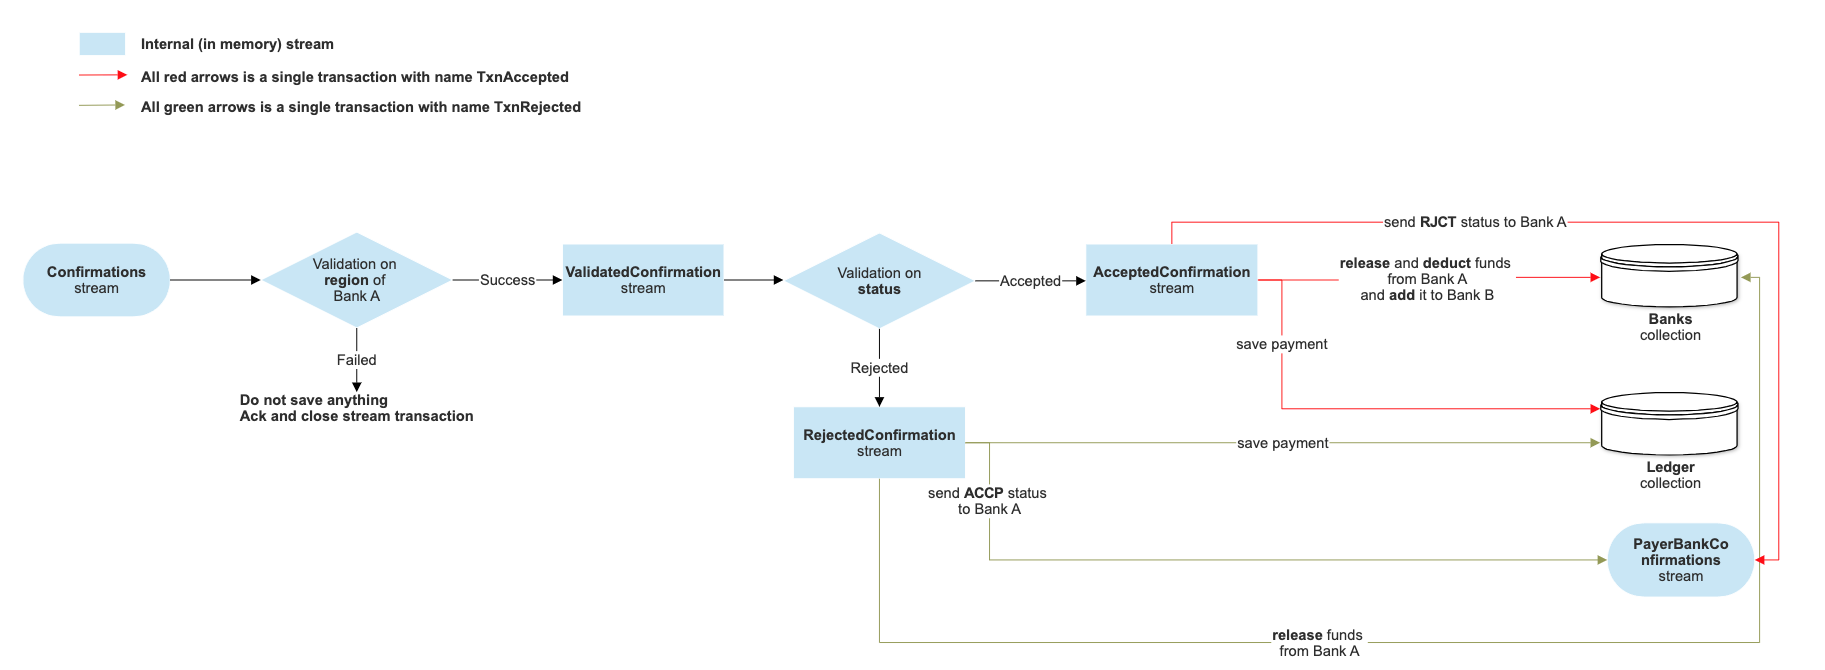 Internal (in memory) stream
All red arrows is a single transaction with name TxnAccepted
All green arrows is a single transaction with name TxnRejected
send RJCT status to Bank A
Confirmations
stream
Validation on
region of
Bank A
Success
ValidatedConfirmation
stream
Validation on
status
Accepted
AcceptedConfirmation
stream
release and deduct funds
from Bank A
and add it to Bank B
Banks
collection
Failed
Do not save anything
Ack and close stream transaction
Rejected
save payment
RejectedConfirmation
stream
save payment
Ledger
collection
send ACCP status
to Bank A
PayerBankCo
nfirmations
stream
release funds
from Bank A